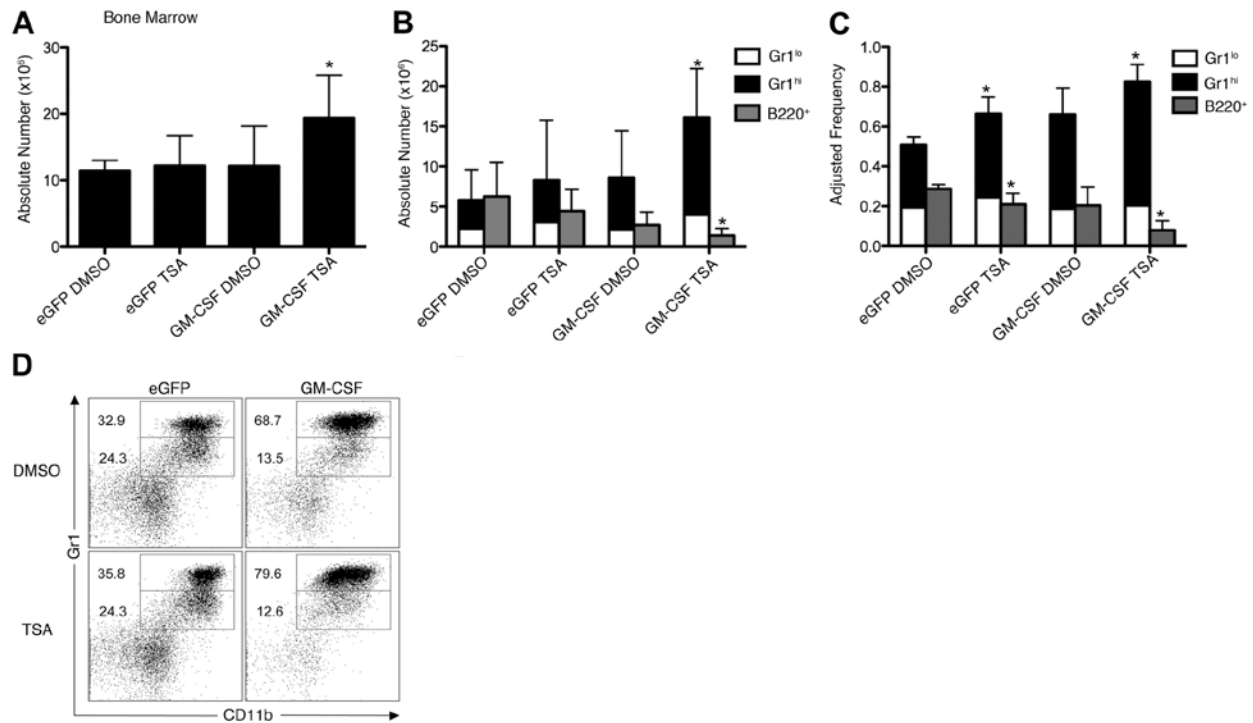 A
Bone Marrow
Absolute Number (x10⁶)
30
20
10
0
*
eGFP DMSO
eGFP TSA
GM-CSF DMSO
GM-CSF TSA
B
Absolute Number (x10⁶)
25
20
15
10
5
0
*
*
Gr1ˡᵒ
Gr1ʰⁱ
B220⁺
eGFP DMSO
eGFP TSA
GM-CSF DMSO
GM-CSF TSA
C
Adjusted Frequency
1.0
0.8
0.6
0.4
0.2
0.0
*
*
*
*
Gr1ˡᵒ
Gr1ʰⁱ
B220⁺
eGFP DMSO
eGFP TSA
GM-CSF DMSO
GM-CSF TSA
D
eGFP
GM-CSF
DMSO
32.9
24.3
68.7
13.5
TSA
35.8
24.3
79.6
12.6
Gr1
CD11b